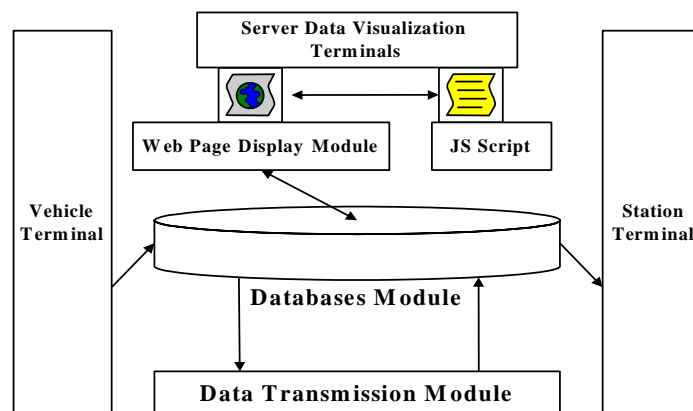 Server Data Visualization
Terminals
Web Page Display Module
JS Script
Vehicle
Terminal
Station
Terminal
Databases Module
Data Transmission Module